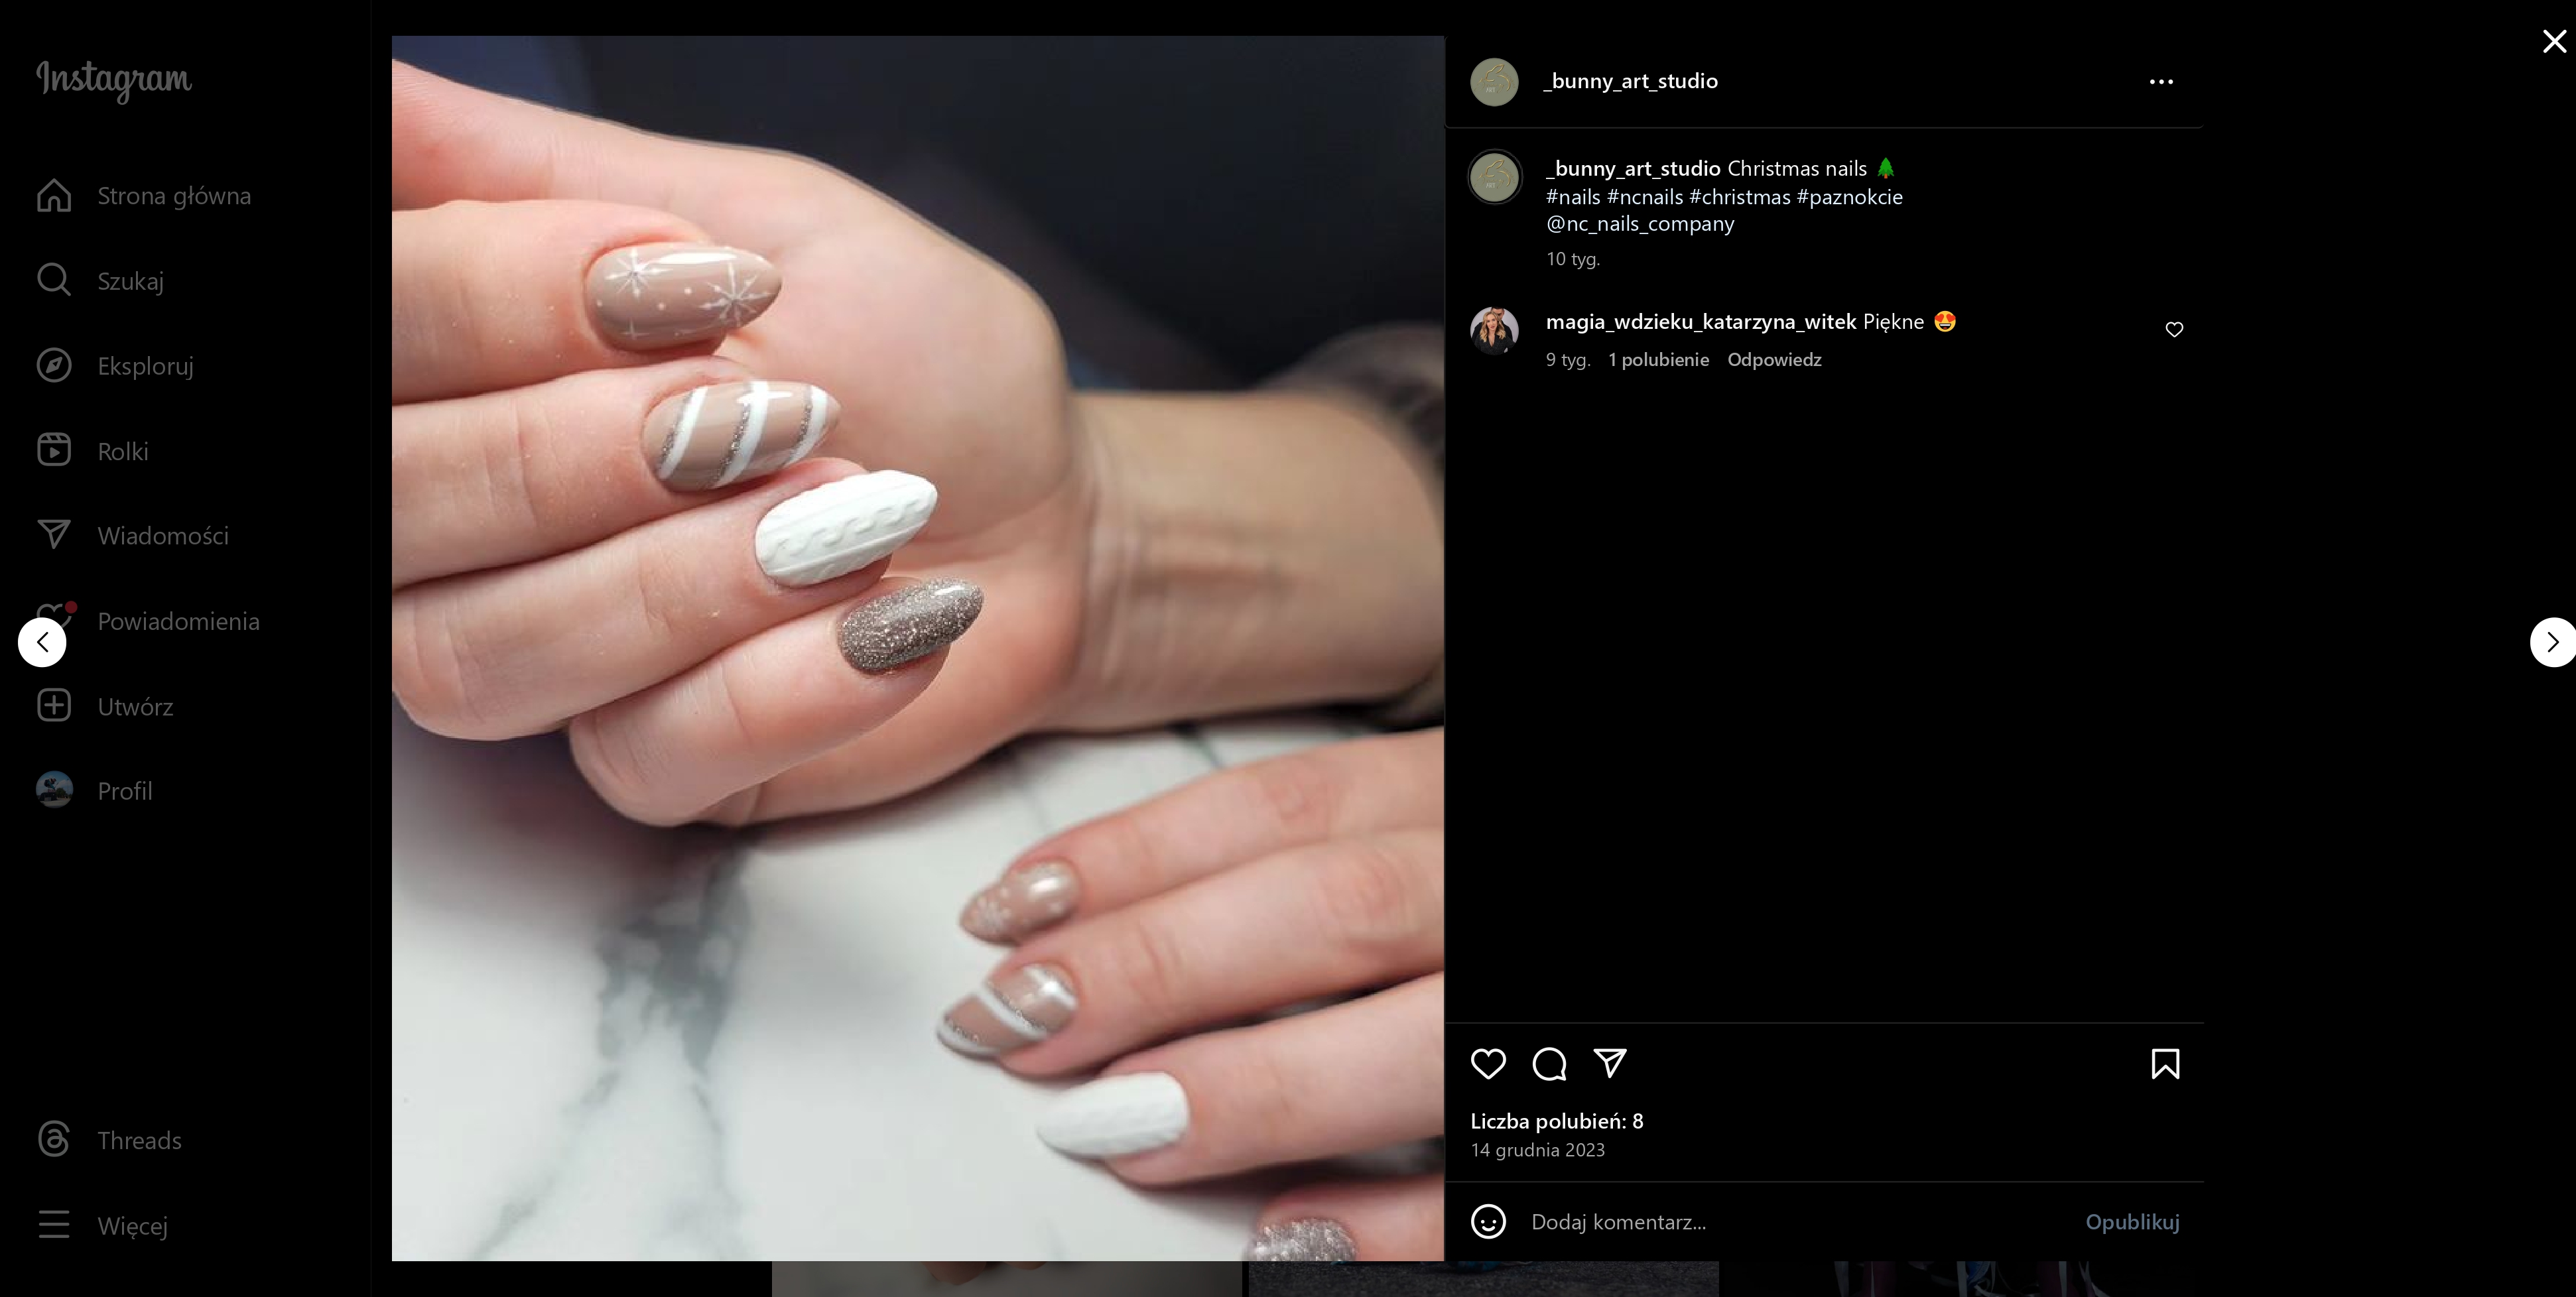 Instagram
Strona główna
Szukaj
Eksploruj
Rolki
Wiadomości
Powiadomienia
Utwórz
Profil
Threads
Więcej
_bunny_art_studio
_bunny_art_studio Christmas nails 🌲
#nails #ncnails #christmas #paznokcie
@nc_nails_company
10 tyg.
magia_wdzieku_katarzyna_witek Piękne 😍
9 tyg. 1 polubienie Odpowiedz
Liczba polubień: 8
14 grudnia 2023
Dodaj komentarz... Opublikuj